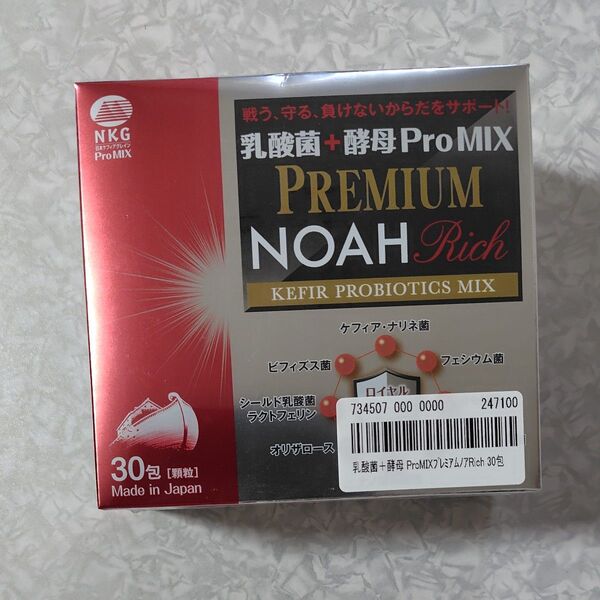 NKG
日本ケフィアグレイン
ProMIX
戦う、守る、負けないからだをサポート!
乳酸菌+酵母ProMIX
PREMIUM
NOAH Rich
KEFIR PROBIOTICS MIX
ケフィア・ナリネ菌
ビフィズス菌
フェシウム菌
シールド乳酸菌
ラクトフェリン
ロイヤル
オリザロース
734507 000 0000 247100
乳酸菌+酵母 ProMIXプレミアムノアRich 30包
30包[顆粒]
Made in Japan